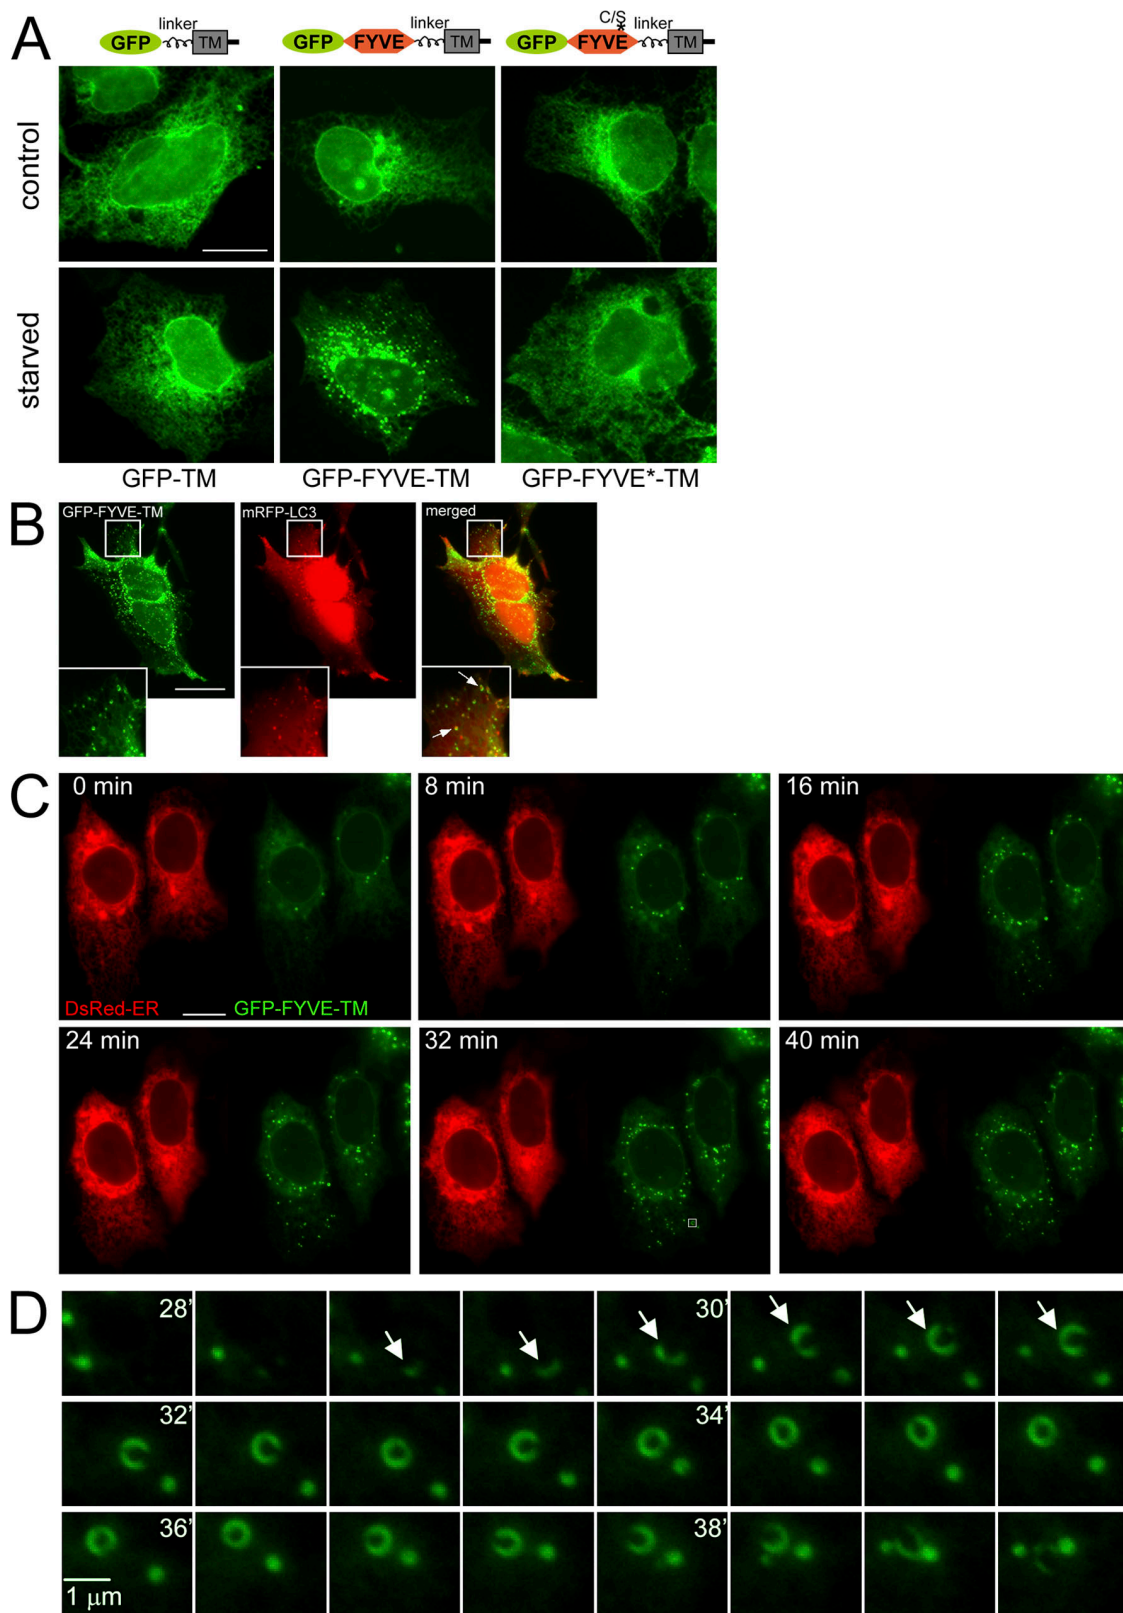 A
linker
GFP
TM
linker
GFP
FYVE
TM
C/S
*
linker
GFP
FYVE
TM
control
starved
GFP-TM
GFP-FYVE-TM
GFP-FYVE*-TM
B
GFP-FYVE-TM
mRFP-LC3
merged
C
0 min
8 min
16 min
DsRed-ER
GFP-FYVE-TM
24 min
32 min
40 min
D
28'
30'
32'
34'
36'
38'
1 μm